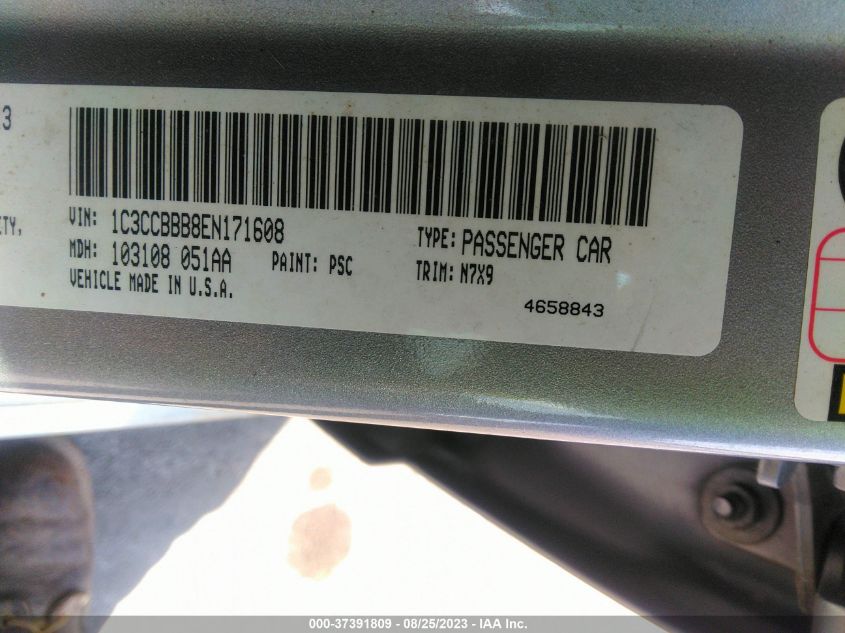 3
ETY,
VIN: 1C3CCBBB8EN171608
TYPE: PASSENGER CAR
MDH: 103108 051AA PAINT: PSC
TRIM: N7X9
VEHICLE MADE IN U.S.A.
4658843
000-37391809 - 08/25/2023 - IAA Inc.